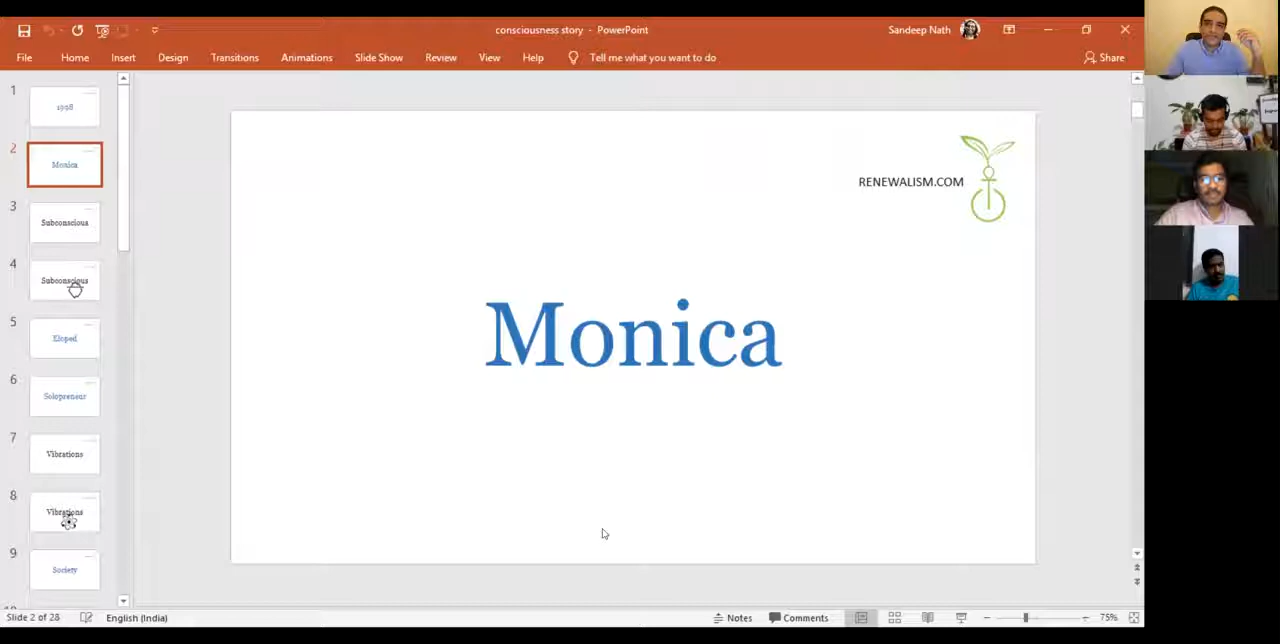 consciousness story - PowerPoint
Sandeep Nath
File Home Insert Design Transitions Animations Slide Show Review View Help Tell me what you want to do Share
1
1998
2
Monica
3
Subconscious
4
Subconscious
5
Eloped
6
Solopreneur
7
Vibrations
8
Vibrations
9
Society
RENEWALISM.COM
Monica
Slide 2 of 28 English (India) Notes Comments 75%